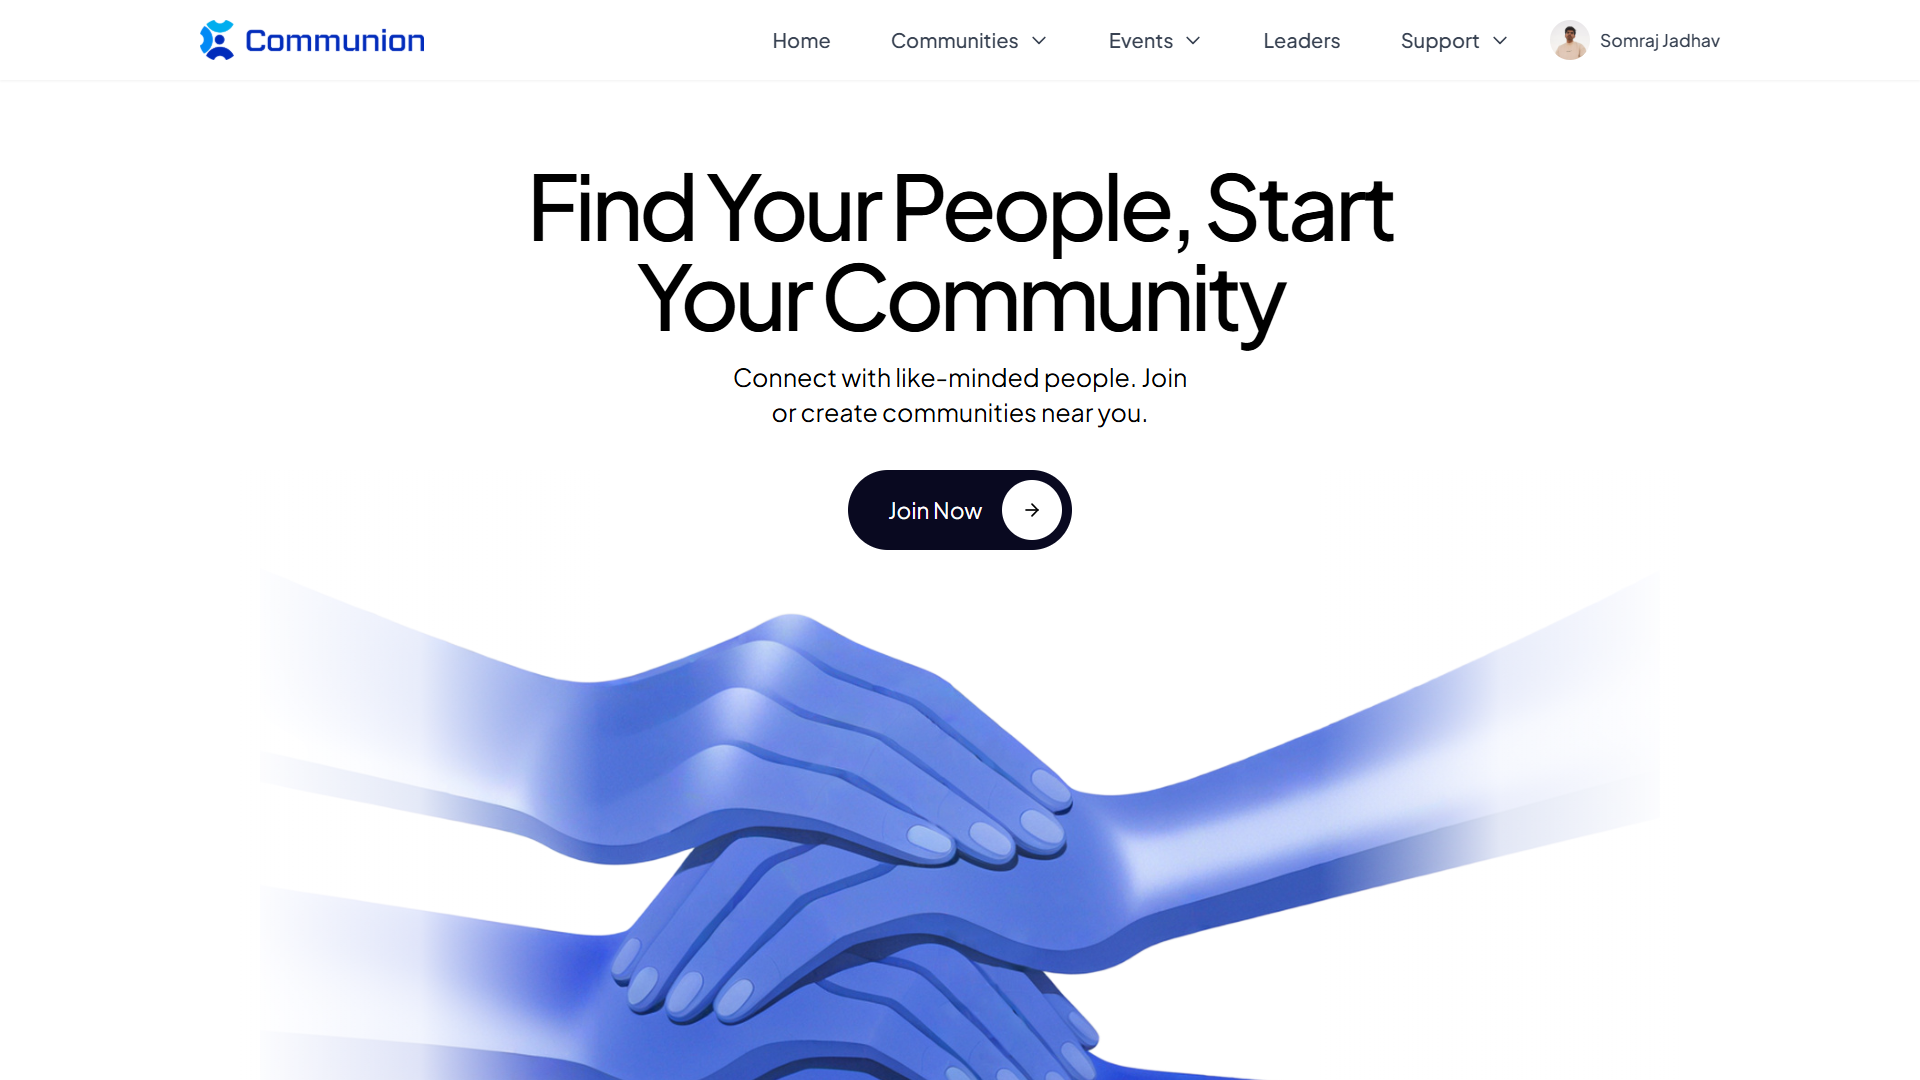 Communion
Home
Communities
Events
Leaders
Support
Somraj Jadhav
Find Your People, Start
Your Community
Connect with like-minded people. Join
or create communities near you.
Join Now